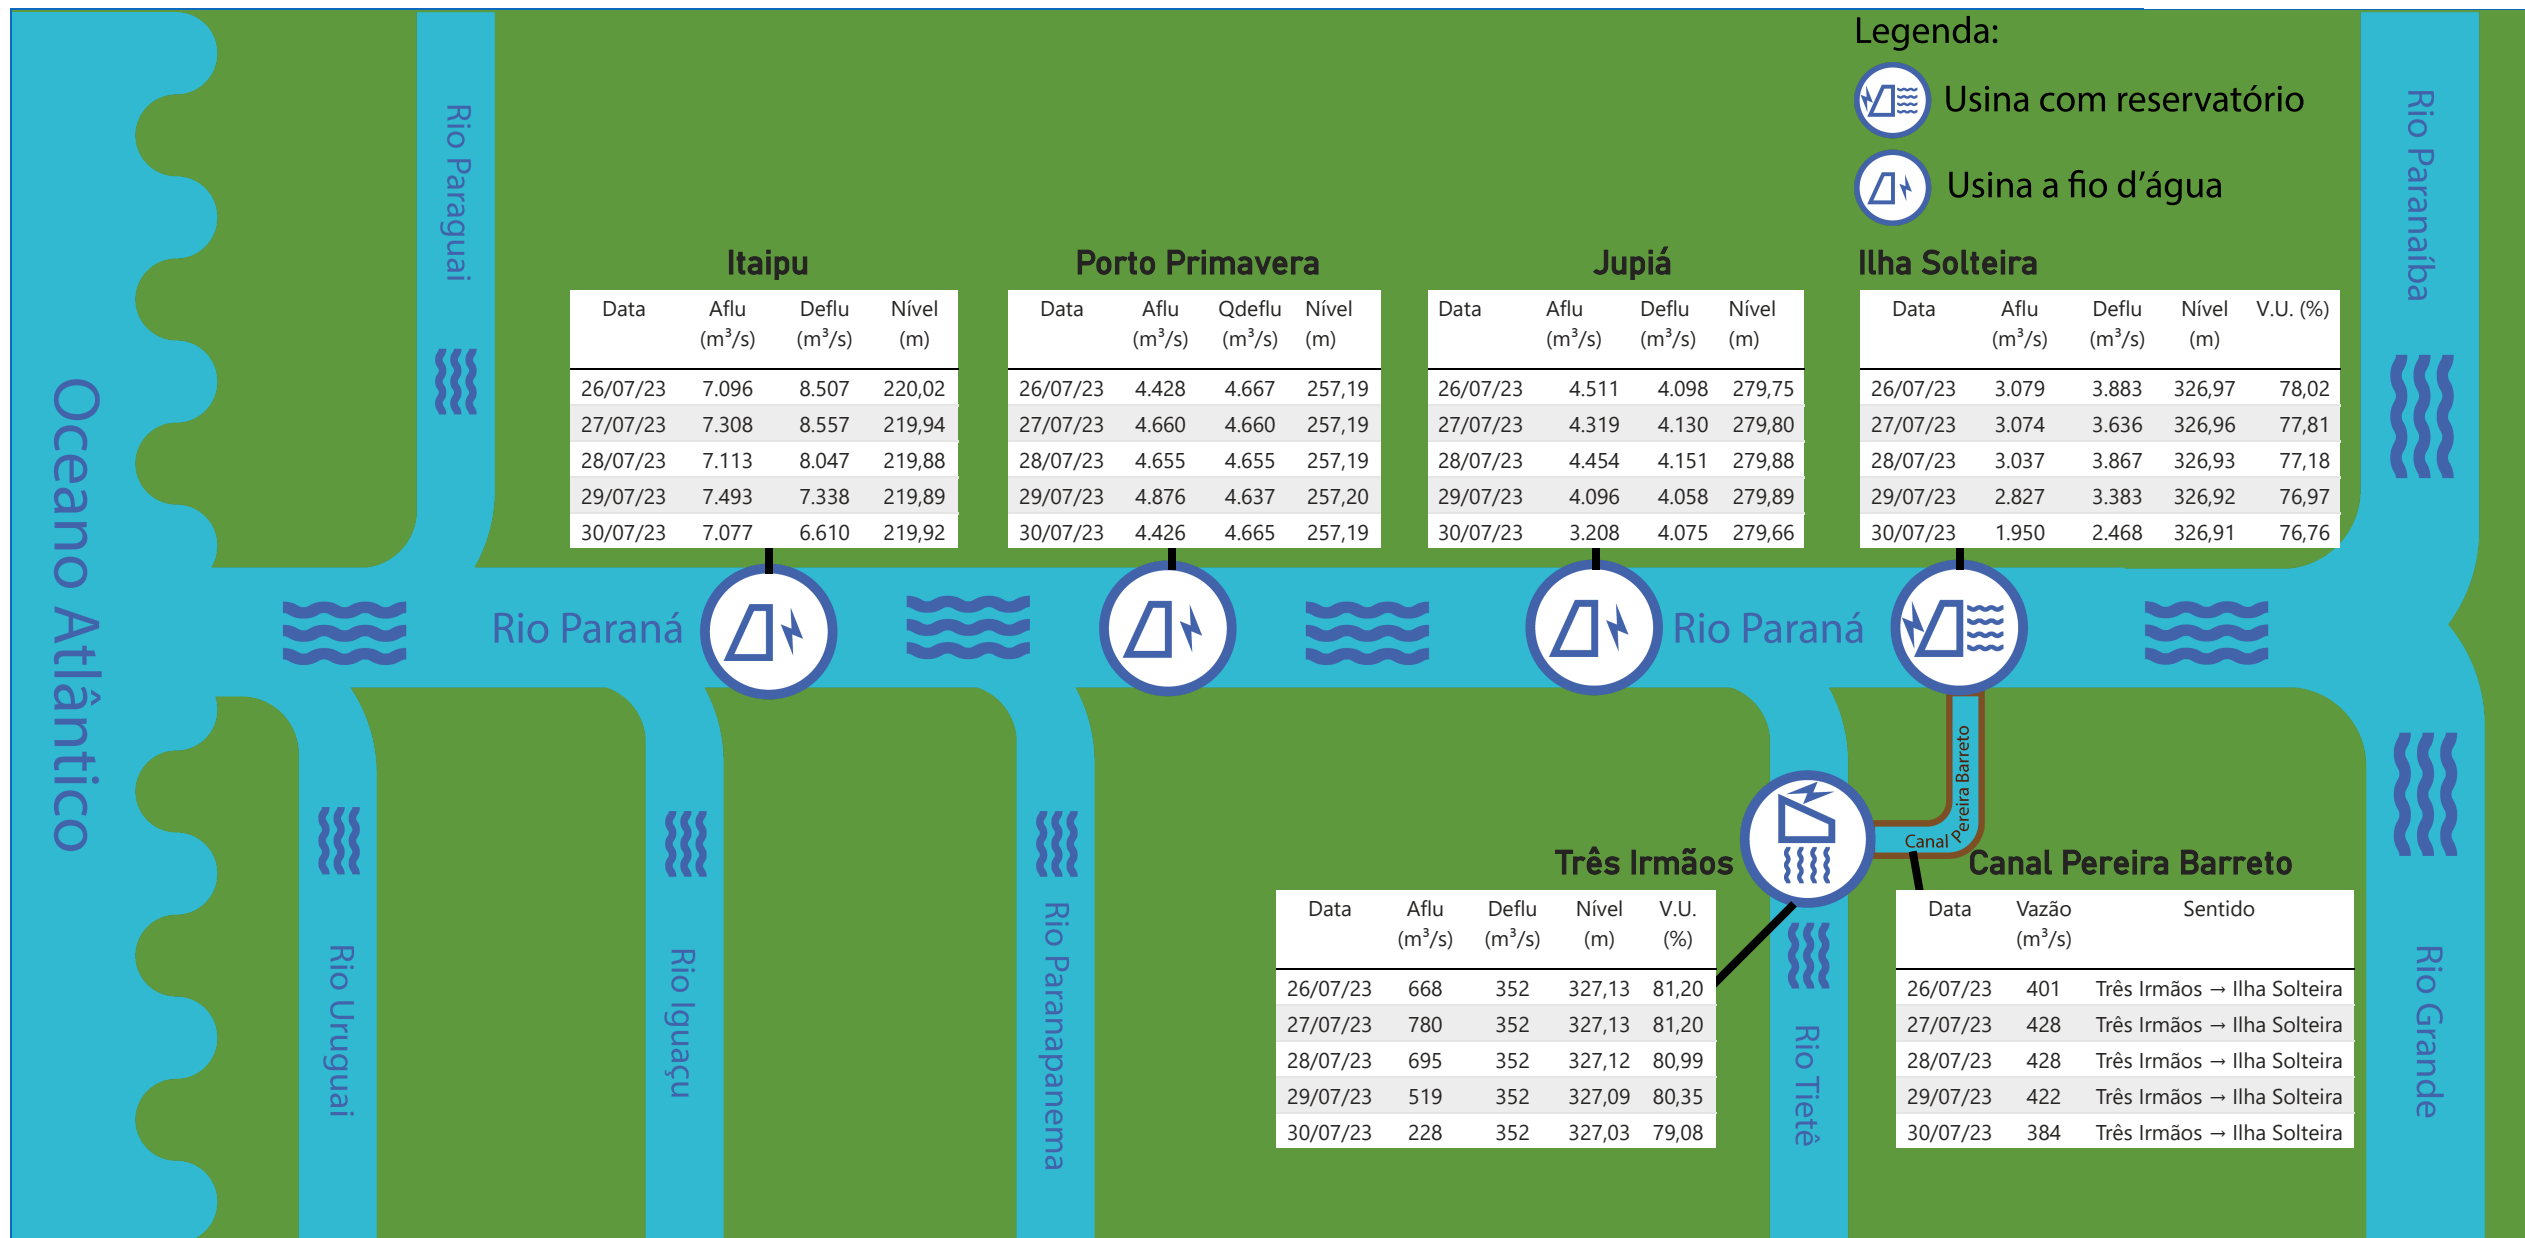 Legenda:
Usina com reservatório
Usina a fio d’água
Oceano Atlântico
Rio Paraguai
Rio Paranaíba
Itaipu
Data Aflu Deflu Nível
(m³/s) (m³/s) (m)
26/07/23 7.096 8.507 220,02
27/07/23 7.308 8.557 219,94
28/07/23 7.113 8.047 219,88
29/07/23 7.493 7.338 219,89
30/07/23 7.077 6.610 219,92
Porto Primavera
Data Aflu Qdeflu Nível
(m³/s) (m³/s) (m)
26/07/23 4.428 4.667 257,19
27/07/23 4.660 4.660 257,19
28/07/23 4.655 4.655 257,19
29/07/23 4.876 4.637 257,20
30/07/23 4.426 4.665 257,19
Jupiá
Data Aflu Deflu Nível
(m³/s) (m³/s) (m)
26/07/23 4.511 4.098 279,75
27/07/23 4.319 4.130 279,80
28/07/23 4.454 4.151 279,88
29/07/23 4.096 4.058 279,89
30/07/23 3.208 4.075 279,66
Ilha Solteira
Data Aflu Deflu Nível V.U. (%)
(m³/s) (m³/s) (m)
26/07/23 3.079 3.883 326,97 78,02
27/07/23 3.074 3.636 326,96 77,81
28/07/23 3.037 3.867 326,93 77,18
29/07/23 2.827 3.383 326,92 76,97
30/07/23 1.950 2.468 326,91 76,76
Rio Paraná
Rio Paraná
Canal Pereira Barreto
Três Irmãos
Data Aflu Deflu Nível V.U.
(m³/s) (m³/s) (m) (%)
26/07/23 668 352 327,13 81,20
27/07/23 780 352 327,13 81,20
28/07/23 695 352 327,12 80,99
29/07/23 519 352 327,09 80,35
30/07/23 228 352 327,03 79,08
Canal Pereira Barreto
Data Vazão Sentido
(m³/s)
26/07/23 401 Três Irmãos → Ilha Solteira
27/07/23 428 Três Irmãos → Ilha Solteira
28/07/23 428 Três Irmãos → Ilha Solteira
29/07/23 422 Três Irmãos → Ilha Solteira
30/07/23 384 Três Irmãos → Ilha Solteira
Rio Uruguai
Rio Iguaçu
Rio Paranapanema
Rio Tietê
Rio Grande